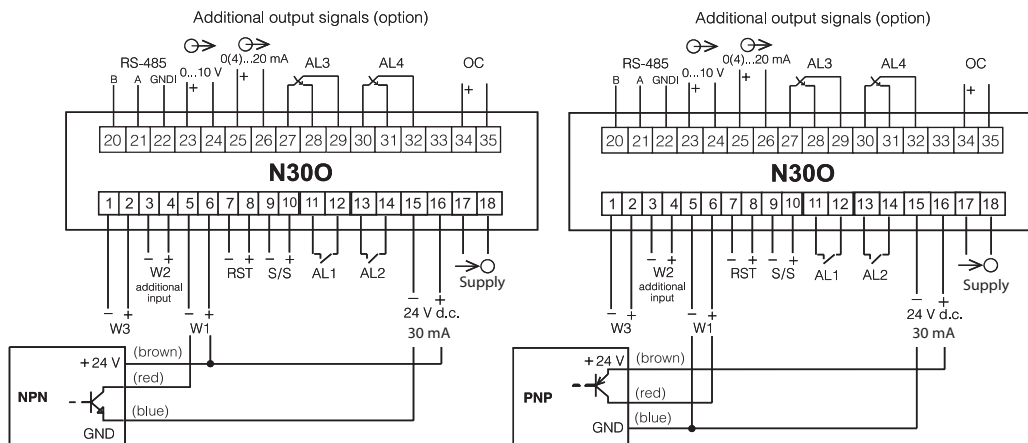 Additional output signals (option)
RS-485
B A GNDI
0...10 V
+
0(4)...20 mA
+
AL3
AL4
OC
+
20 21 22 23 24 25 26 27 28 29 30 31 32 33 34 35
N30O
1 2 3 4 5 6 7 8 9 10 11 12 13 14 15 16 17 18
− +
W2
additional
input
− +
RST
− +
S/S
AL1
AL2
Supply
− +
W3
− +
W1
− +
24 V d.c.
30 mA
+ 24 V
(brown)
(red)
NPN
(blue)
GND
Additional output signals (option)
RS-485
B A GNDI
0...10 V
+
0(4)...20 mA
+
AL3
AL4
OC
+
20 21 22 23 24 25 26 27 28 29 30 31 32 33 34 35
N30O
1 2 3 4 5 6 7 8 9 10 11 12 13 14 15 16 17 18
− +
W2
additional
input
− +
RST
− +
S/S
AL1
AL2
Supply
− +
W3
− +
W1
− +
24 V d.c.
30 mA
+ 24 V
(brown)
PNP
(red)
(blue)
GND